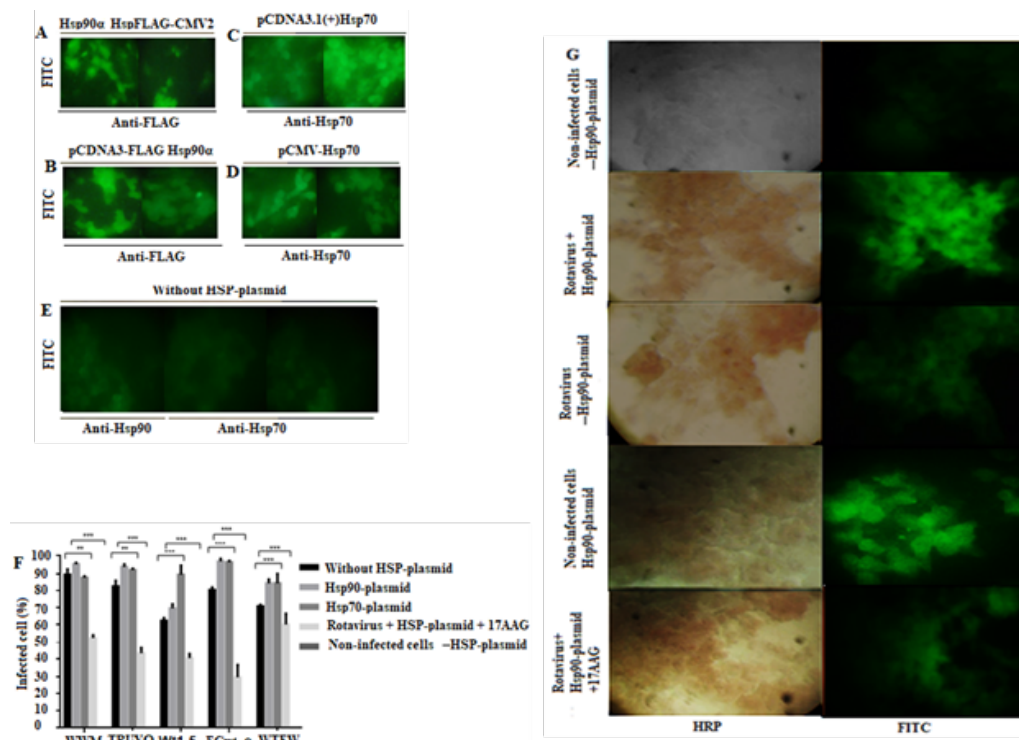 A
Hsp90α HspFLAG-CMV2
FITC
Anti-FLAG
C
pCDNA3.1(+)Hsp70
Anti-Hsp70
B
pCDNA3-FLAG Hsp90α
FITC
Anti-FLAG
D
pCMV-Hsp70
Anti-Hsp70
Without HSP-plasmid
E
FITC
Anti-Hsp90
Anti-Hsp70
F
Infected cell (%)
100
90
80
70
60
50
40
30
20
10
0
*** *** *** *** ***
** ** *** *** ***
Without HSP-plasmid
Hsp90-plasmid
Hsp70-plasmid
Rotavirus + HSP-plasmid + 17AAG
Non-infected cells –HSP-plasmid
WWM TRUYO
WTEW
G
Non-infected cells
–Hsp90-plasmid
Rotavirus +
Hsp90-plasmid
Rotavirus
–Hsp90-plasmid
Non-infected cells
Hsp90-plasmid
Rotavirus+
Hsp90-plasmid
+17AAG
HRP
FITC